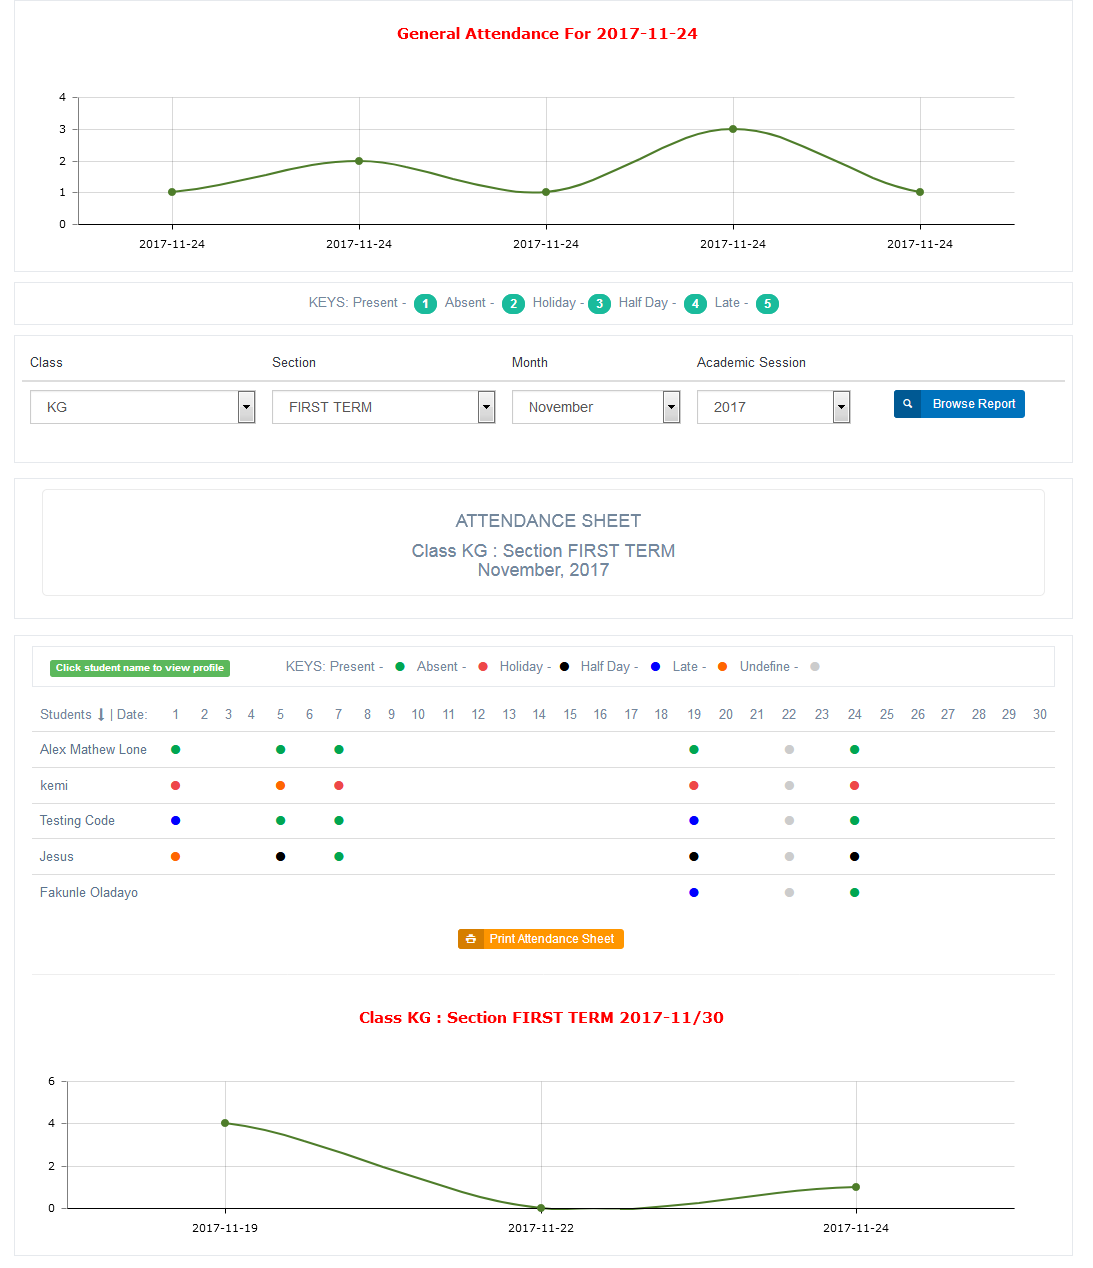 General Attendance For 2017-11-24
4
3
2
1
0
2017-11-24 2017-11-24 2017-11-24 2017-11-24 2017-11-24
KEYS: Present - 1 Absent - 2 Holiday - 3 Half Day - 4 Late - 5
Class Section Month Academic Session
KG FIRST TERM November 2017 Browse Report
ATTENDANCE SHEET
Class KG : Section FIRST TERM
November, 2017
Click student name to view profile KEYS: Present - Absent - Holiday - Half Day - Late - Undefine -
Students | Date: 1 2 3 4 5 6 7 8 9 10 11 12 13 14 15 16 17 18 19 20 21 22 23 24 25 26 27 28 29 30
Alex Mathew Lone
kemi
Testing Code
Jesus
Fakunle Oladayo
Print Attendance Sheet
Class KG : Section FIRST TERM 2017-11/30
6
4
2
0
2017-11-19 2017-11-22 2017-11-24